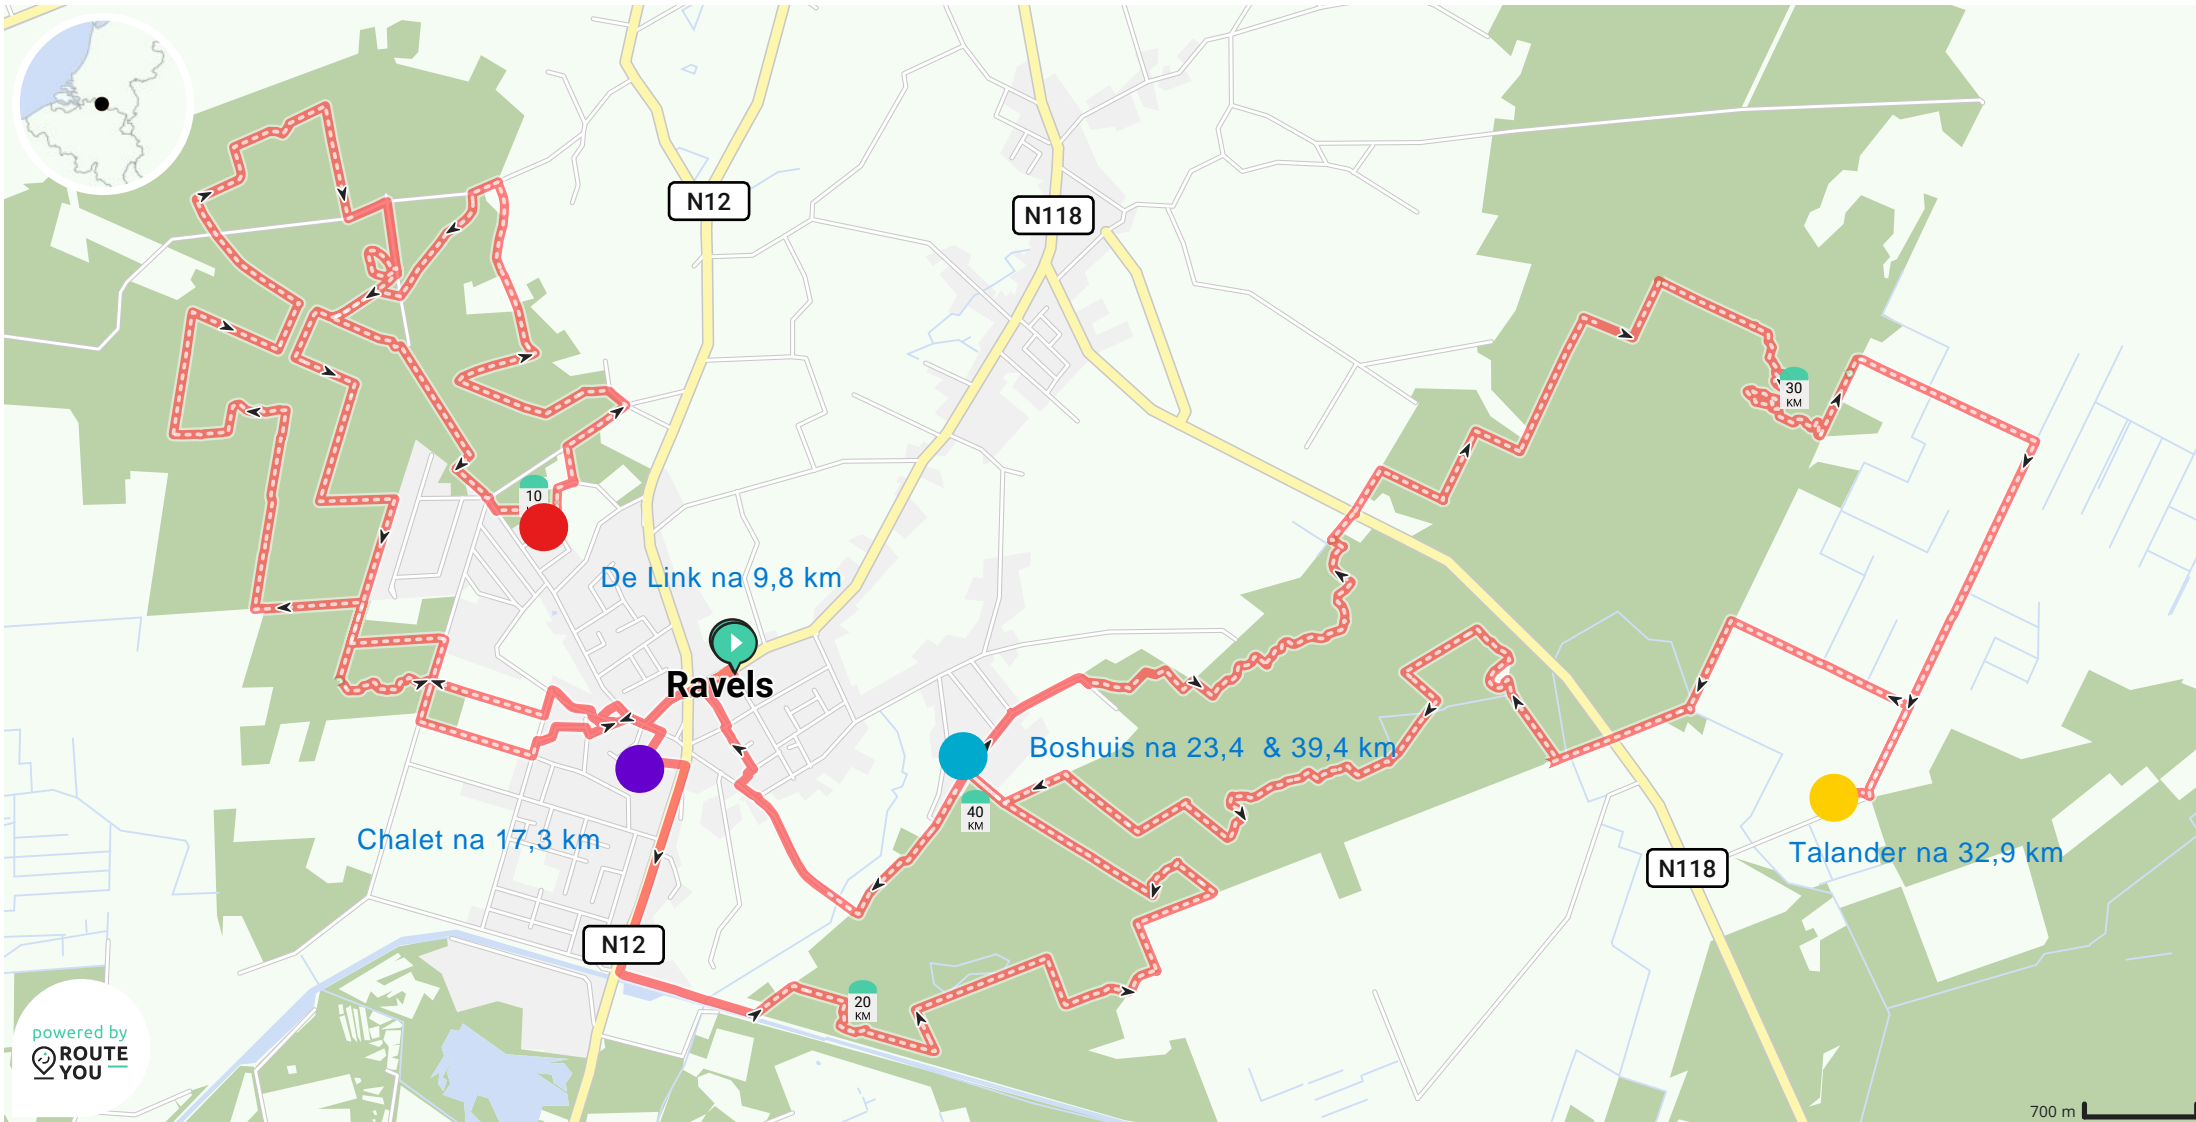 N12
N118
30
KM
10
De Link na 9,8 km
Ravels
Boshuis na 23,4 & 39,4 km
40
KM
Chalet na 17,3 km
Talander na 32,9 km
N118
N12
20
KM
powered by
ROUTE
YOU
700 m